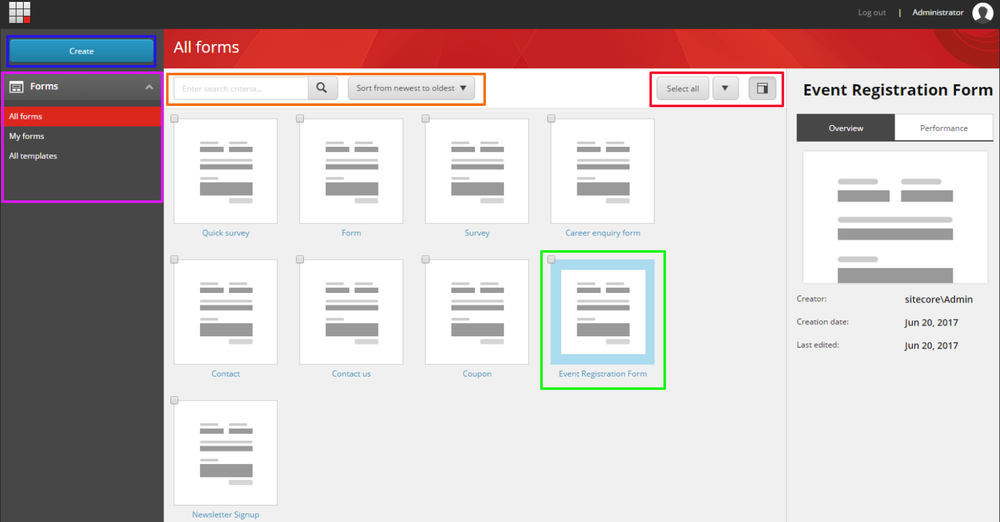 Log out | Administrator
Create
Forms
All forms
My forms
All templates
All forms
Enter search criteria...
Sort from newest to oldest
Select all
Quick survey
Form
Survey
Career enquiry form
Contact
Contact us
Coupon
Event Registration Form
Newsletter Signup
Event Registration Form
Overview
Performance
Creator: sitecore\Admin
Creation date: Jun 20, 2017
Last edited: Jun 20, 2017